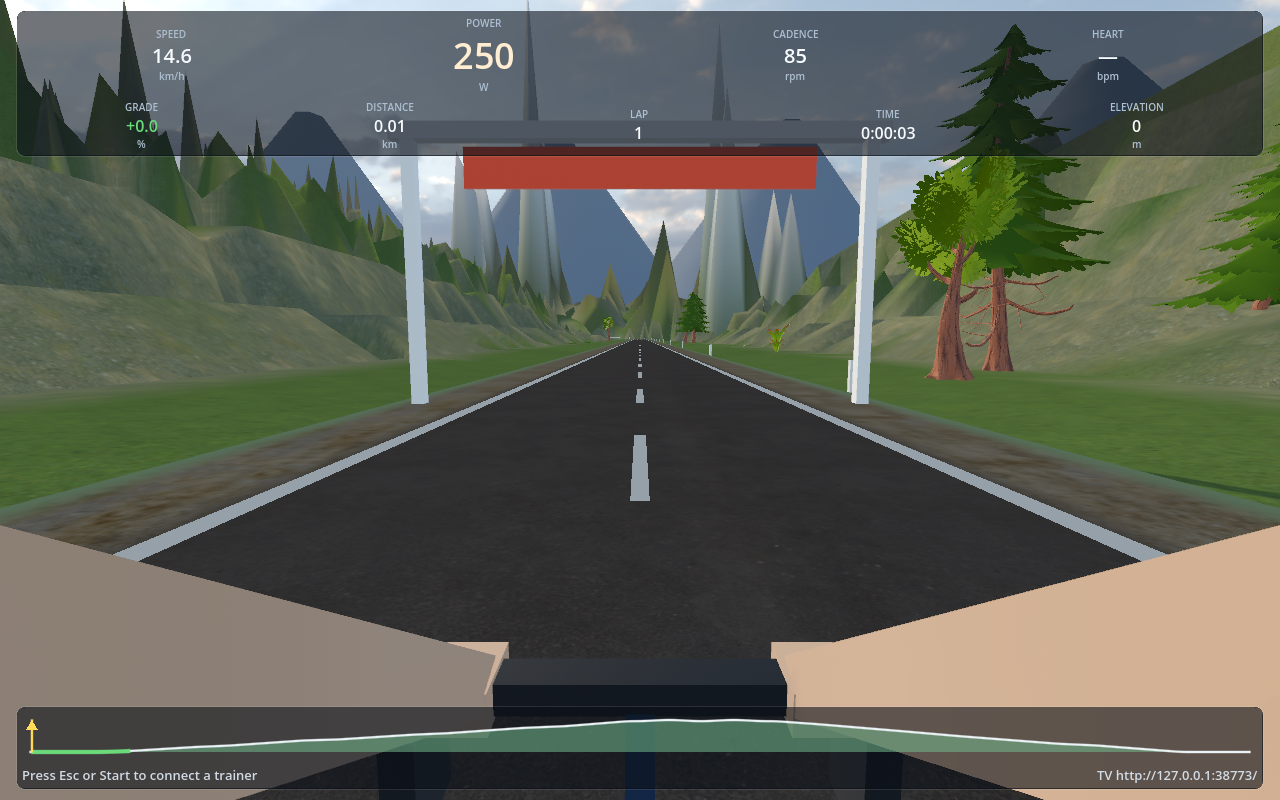 SPEED
14.6
km/h
POWER
250
W
CADENCE
85
rpm
HEART
—
bpm
GRADE
+0.0
%
DISTANCE
0.01
km
LAP
1
TIME
0:00:03
ELEVATION
0
m
Press Esc or Start to connect a trainer
TV http://127.0.0.1:38773/